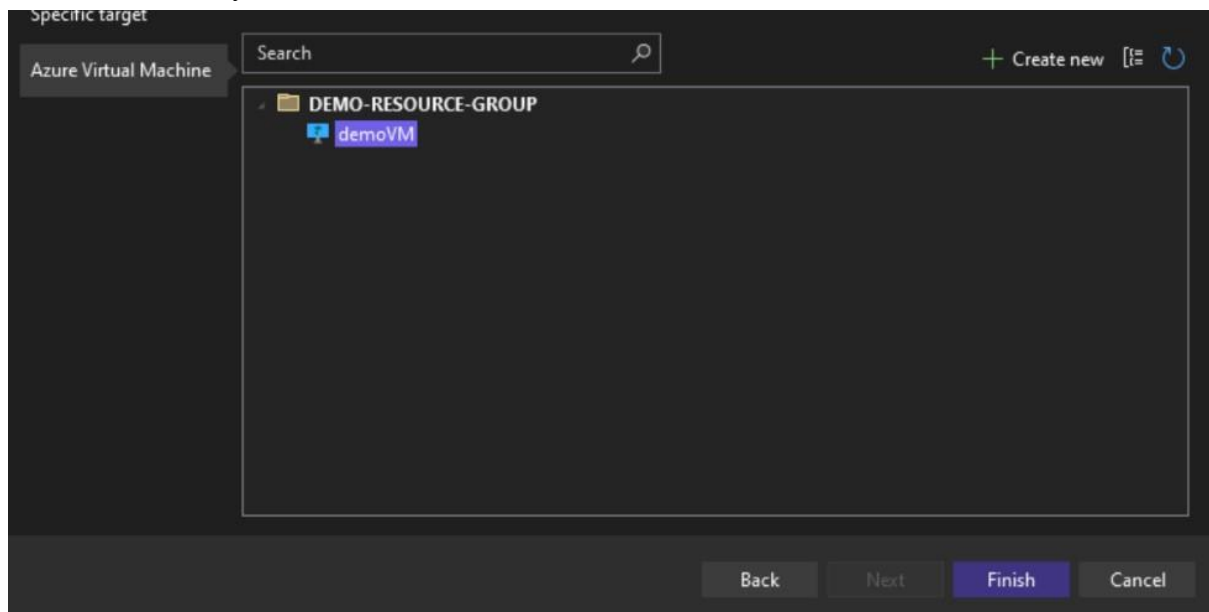 Specific target
Search
Create new
Azure Virtual Machine
DEMO-RESOURCE-GROUP
demoVM
Back Next Finish Cancel